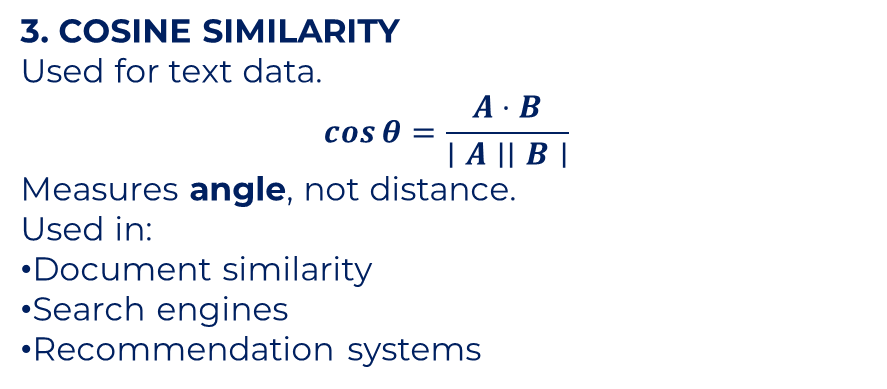 3. COSINE SIMILARITY
Used for text data.
cos θ = A · B / | A || B |
Measures angle, not distance.
Used in:
•Document similarity
•Search engines
•Recommendation systems